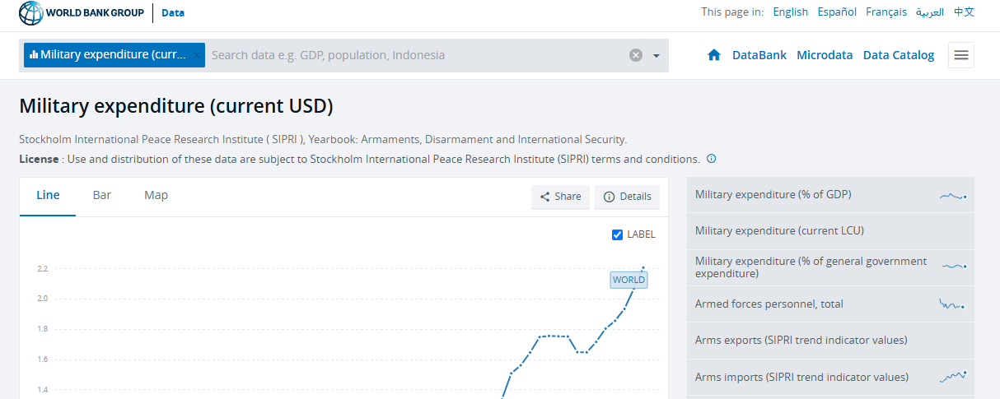 WORLD BANK GROUP Data
This page in: English Español Français العربية 中文
Military expenditure (curr... × Search data e.g. GDP, population, Indonesia
DataBank Microdata Data Catalog
Military expenditure (current USD)
Stockholm International Peace Research Institute ( SIPRI ), Yearbook: Armaments, Disarmament and International Security.
License : Use and distribution of these data are subject to Stockholm International Peace Research Institute (SIPRI) terms and conditions.
Line Bar Map
Share Details
LABEL
2.2
WORLD
2.0
1.8
1.6
1.4
Military expenditure (% of GDP)
Military expenditure (current LCU)
Military expenditure (% of general government
expenditure)
Armed forces personnel, total
Arms exports (SIPRI trend indicator values)
Arms imports (SIPRI trend indicator values)